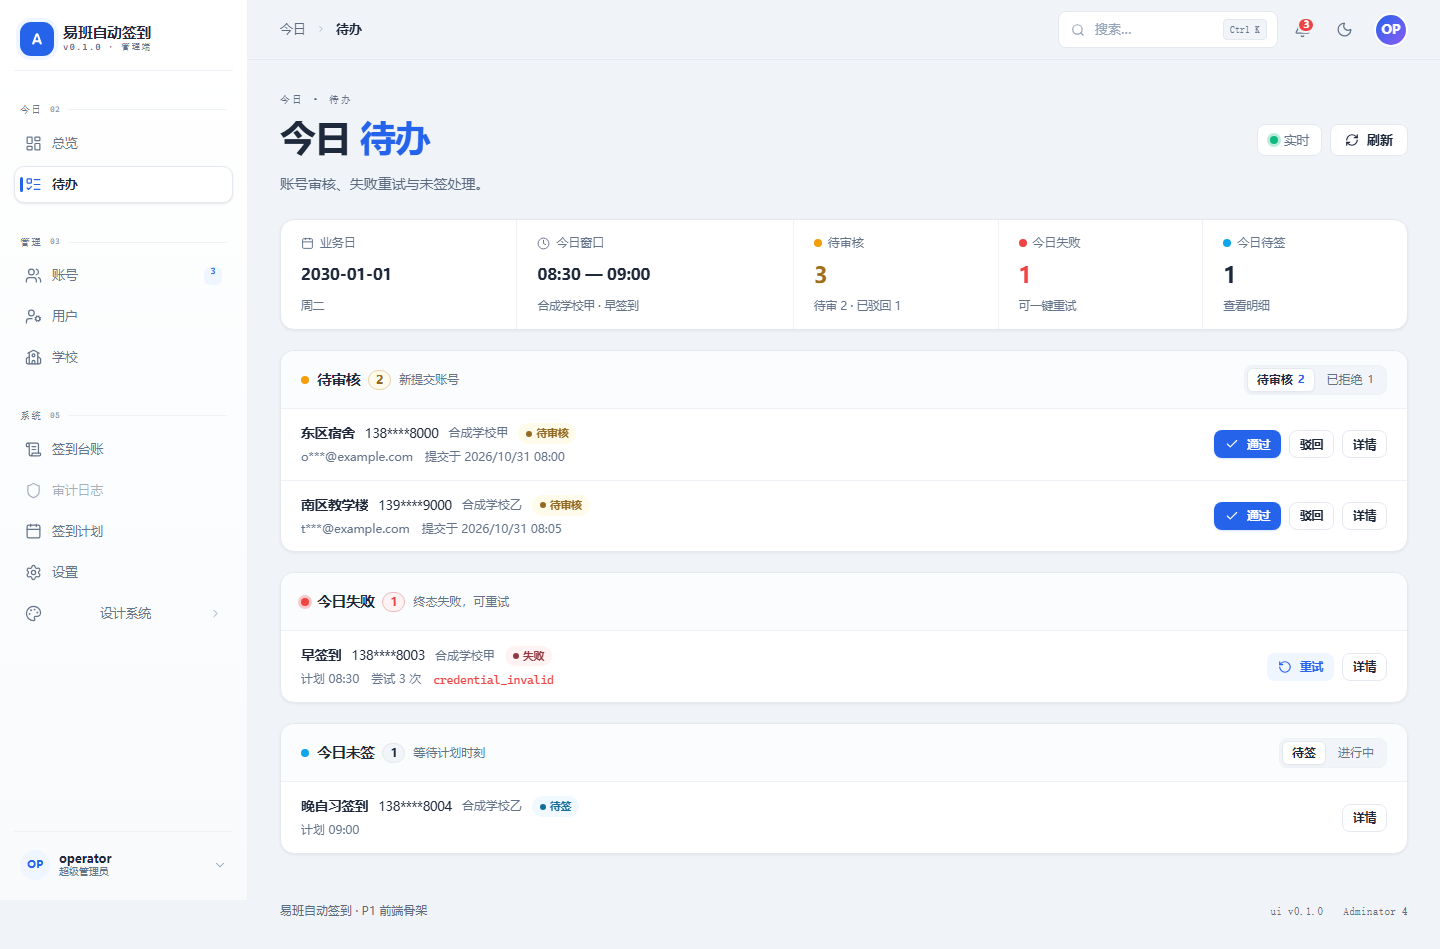 A
易班自动签到
v0.1.0 · 管理端
今日 02
总览
待办
管理 03
账号 3
用户
学校
系统 05
签到台账
审计日志
签到计划
设置
设计系统
OP
operator
超级管理员
今日 › 待办
搜索... Ctrl K
3
OP
今日 · 待办
今日 待办
账号审核、失败重试与未签处理。
实时 刷新
业务日
2030-01-01
周二
今日窗口
08:30 — 09:00
合成学校甲 · 早签到
待审核
3
待审 2 · 已驳回 1
今日失败
1
可一键重试
今日待签
1
查看明细
待审核 2 新提交账号 待审核 2 已拒绝 1
东区宿舍 138****8000 合成学校甲 待审核
o***@example.com 提交于 2026/10/31 08:00
通过 驳回 详情
南区教学楼 139****9000 合成学校乙 待审核
t***@example.com 提交于 2026/10/31 08:05
通过 驳回 详情
今日失败 1 终态失败，可重试
早签到 138****8003 合成学校甲 失败
计划 08:30 尝试 3 次 credential_invalid
重试 详情
今日未签 1 等待计划时刻 待签 进行中
晚自习签到 138****8004 合成学校乙 待签
计划 09:00
详情
易班自动签到 · P1 前端骨架
ui v0.1.0 Adminator 4